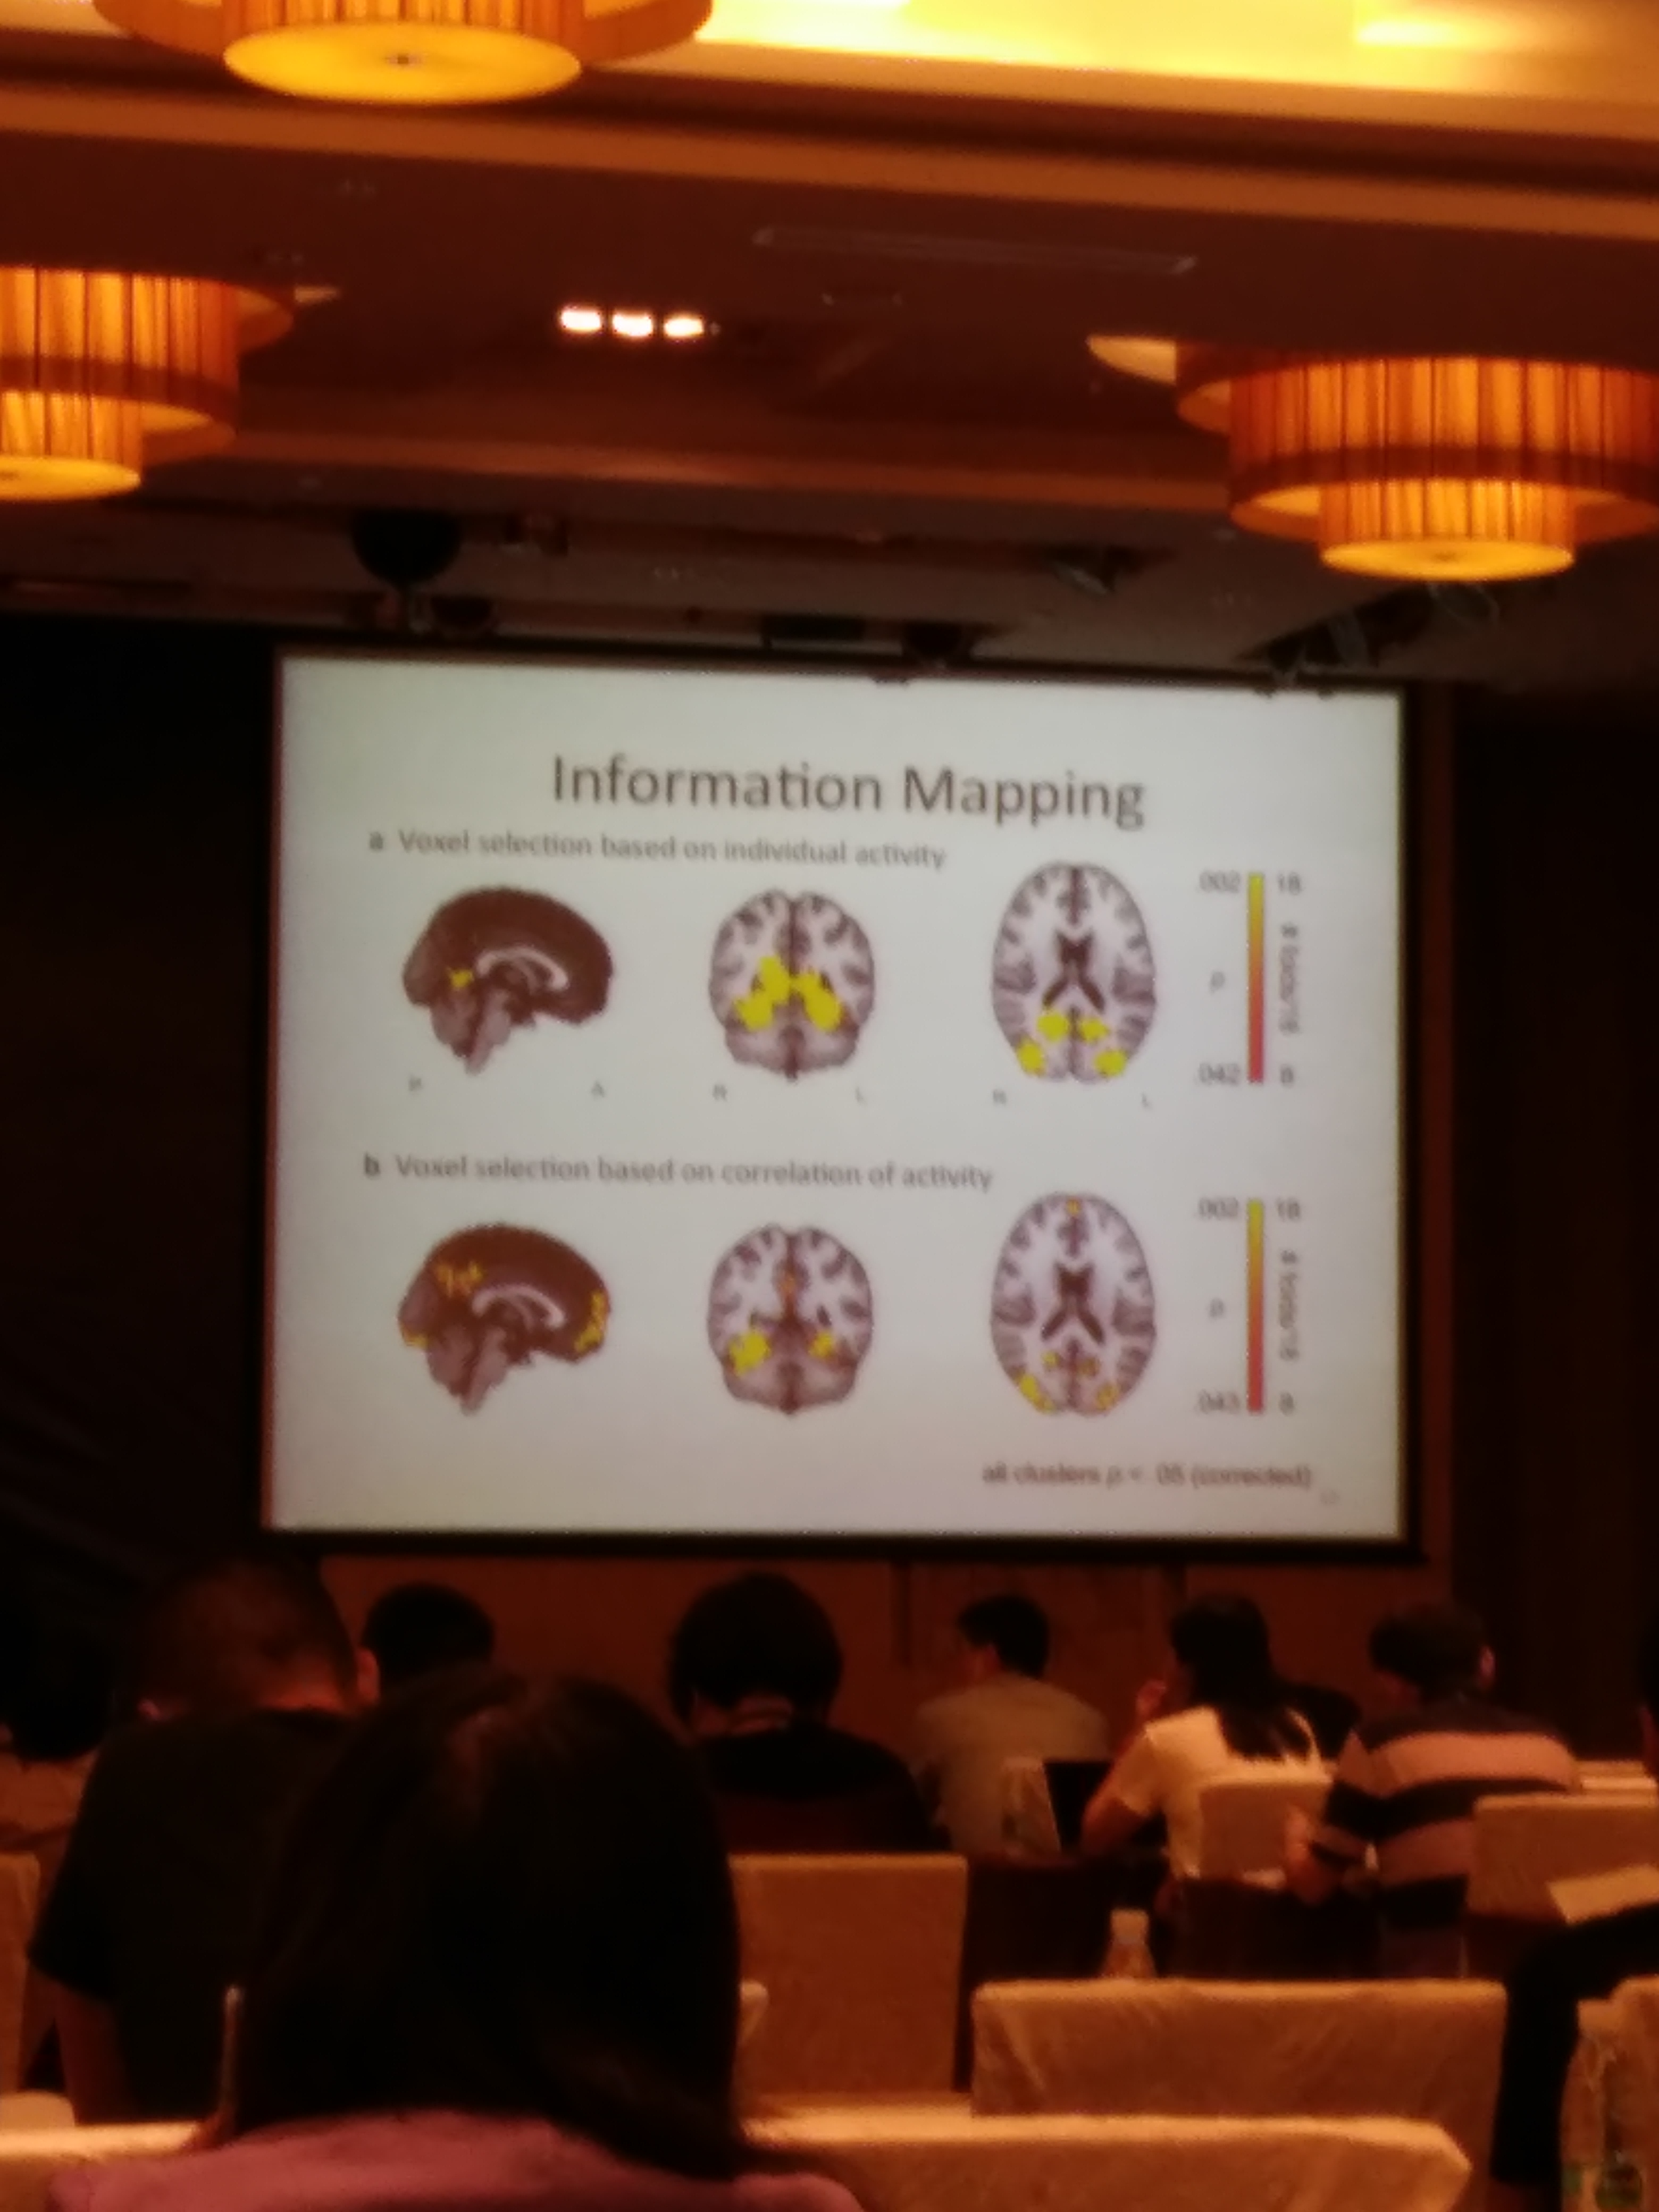 Information Mapping
a Voxel selection based on individual activity
.002 18
p
# folds/18
.042 8
P A R L R L
b Voxel selection based on correlation of activity
.002 18
p
# folds/18
.043 8
all clusters p < .05 (corrected)